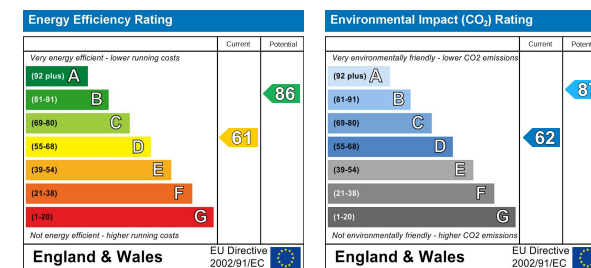 Energy Efficiency Rating
Current Potential
Very energy efficient - lower running costs
(92 plus) A
(81-91) B
86
(69-80) C
61
(55-68) D
(39-54) E
(21-38) F
(1-20) G
Not energy efficient - higher running costs
England & Wales
EU Directive
2002/91/EC
Environmental Impact (CO₂) Rating
Current Potent
Very environmentally friendly - lower CO2 emissions
(92 plus) A
87
(81-91) B
(69-80) C
62
(55-68) D
(39-54) E
(21-38) F
(1-20) G
Not environmentally friendly - higher CO2 emissions
England & Wales
EU Directive
2002/91/EC